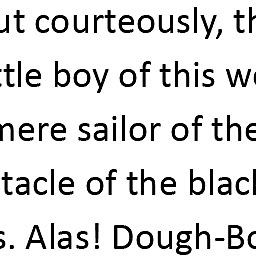 ut courteously, th
ttle boy of this we
mere sailor of the
tacle of the black
s. Alas! Dough-Bo